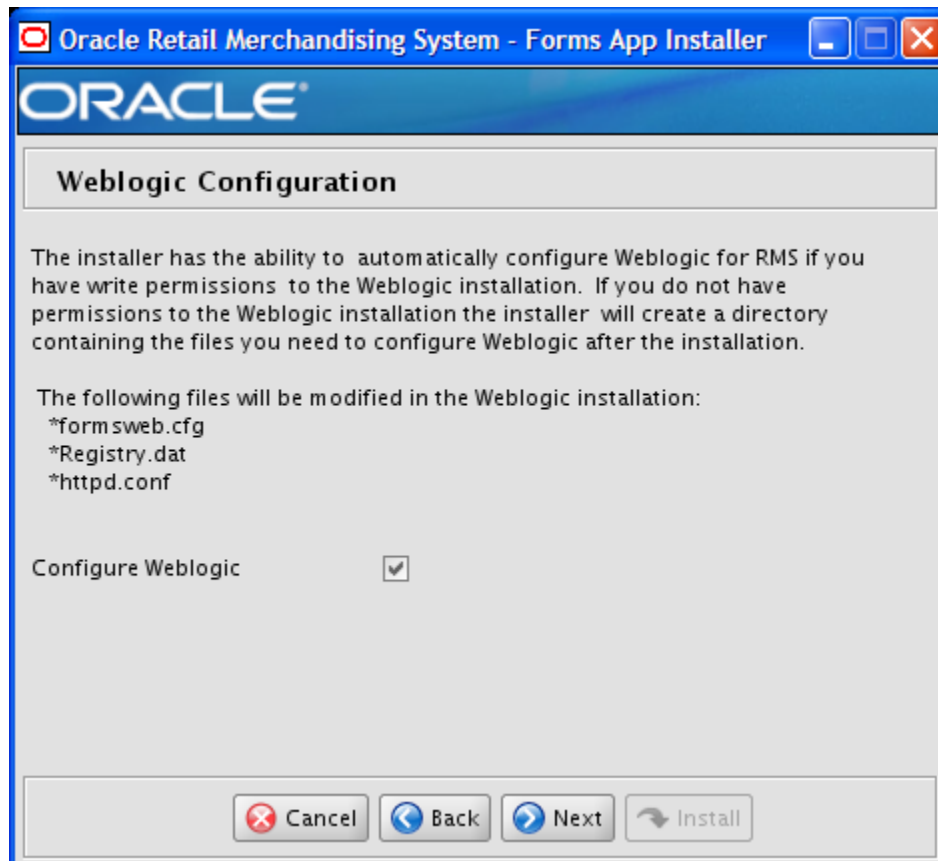 Oracle Retail Merchandising System - Forms App Installer
ORACLE
Weblogic Configuration
The installer has the ability to automatically configure Weblogic for RMS if you
have write permissions to the Weblogic installation. If you do not have
permissions to the Weblogic installation the installer will create a directory
containing the files you need to configure Weblogic after the installation.
The following files will be modified in the Weblogic installation:
*formsweb.cfg
*Registry.dat
*httpd.conf
Configure Weblogic
Cancel
Back
Next
Install